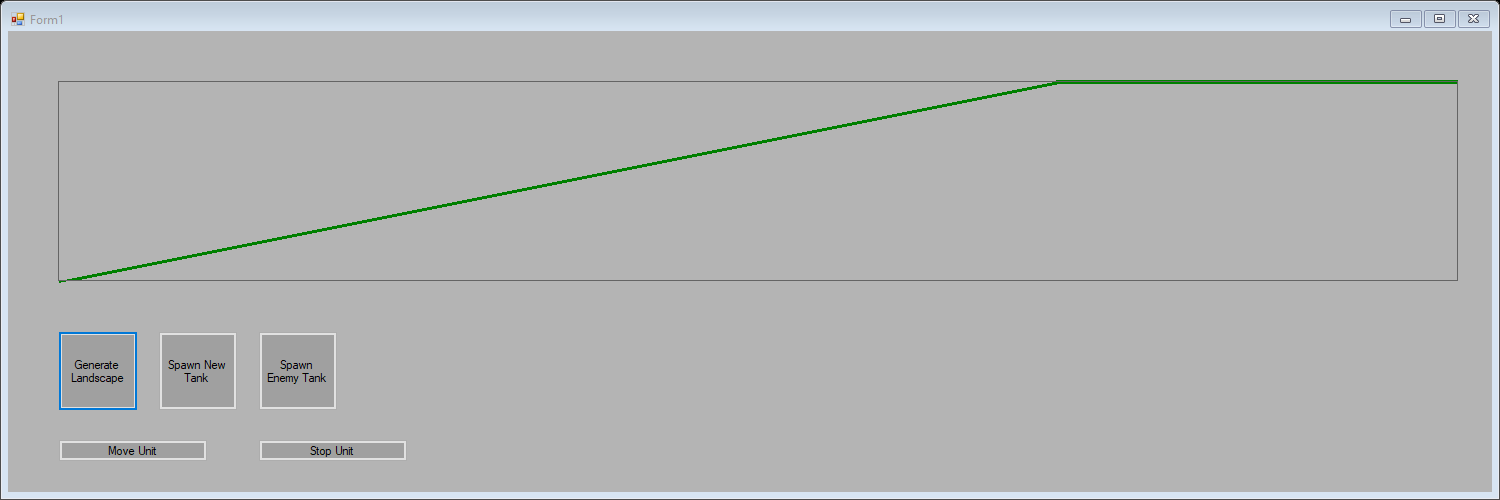 Form1
Generate
Landscape
Spawn New
Tank
Spawn
Enemy Tank
Move Unit
Stop Unit